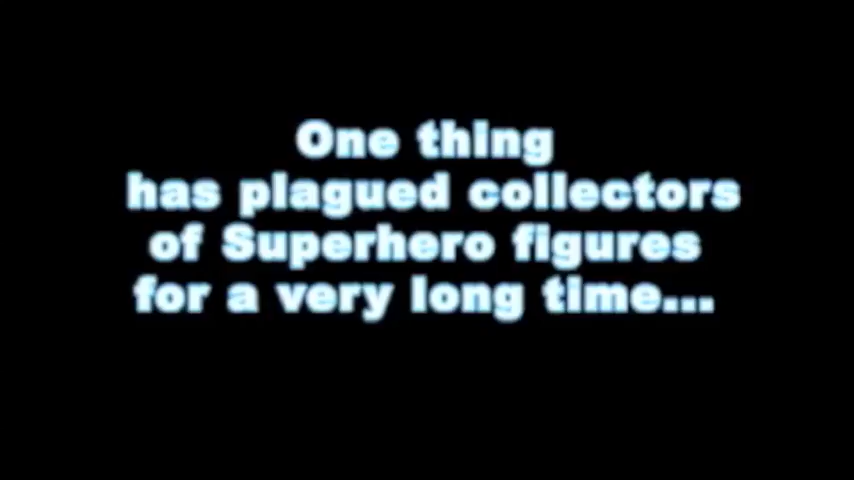 One thing
has plagued collectors
of Superhero figures
for a very long time...